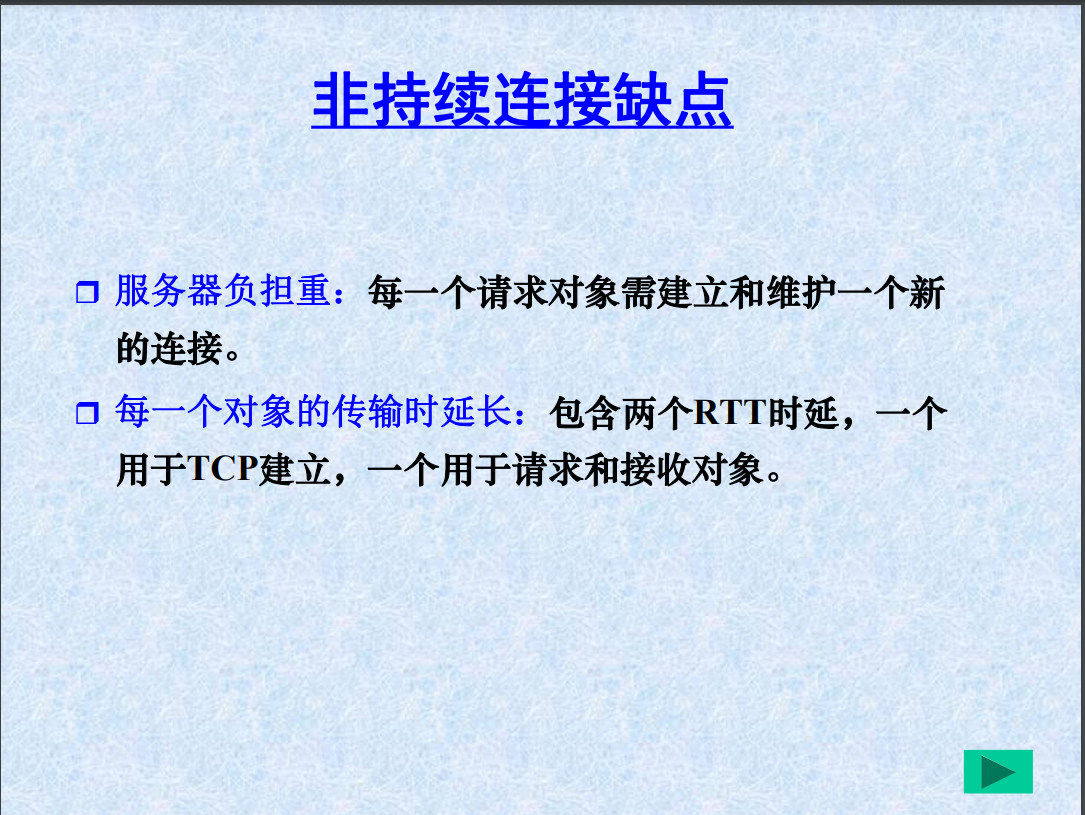 非持续连接缺点
服务器负担重：每一个请求对象需建立和维护一个新
的连接。
每一个对象的传输时延长：包含两个RTT时延，一个
用于TCP建立，一个用于请求和接收对象。